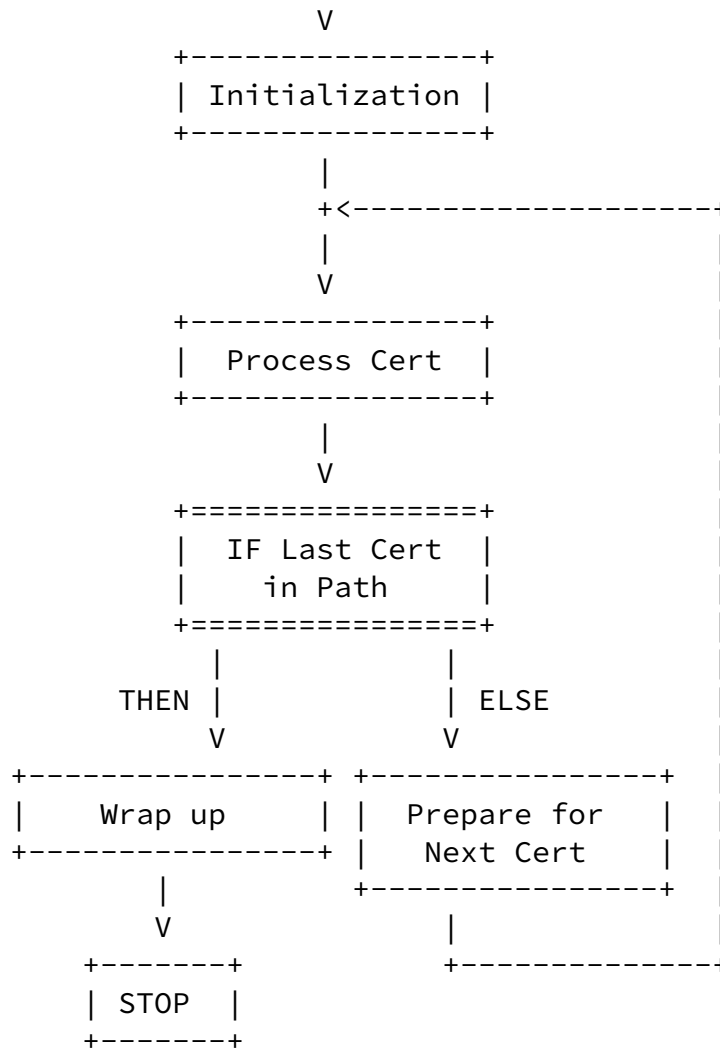 V
+----------------+
| Initialization |
+----------------+
|
+<--------------------+
|
V
+----------------+
|  Process Cert  |
+----------------+
|
V
+================+
|  IF Last Cert  |
|    in Path     |
+================+
|            |
THEN |            | ELSE
V            V
+----------------+ +----------------+
|    Wrap up     | |  Prepare for   |
+----------------+ |   Next Cert    |
|          +----------------+
V               |
+-------+           +--------------+
| STOP  |
+-------+